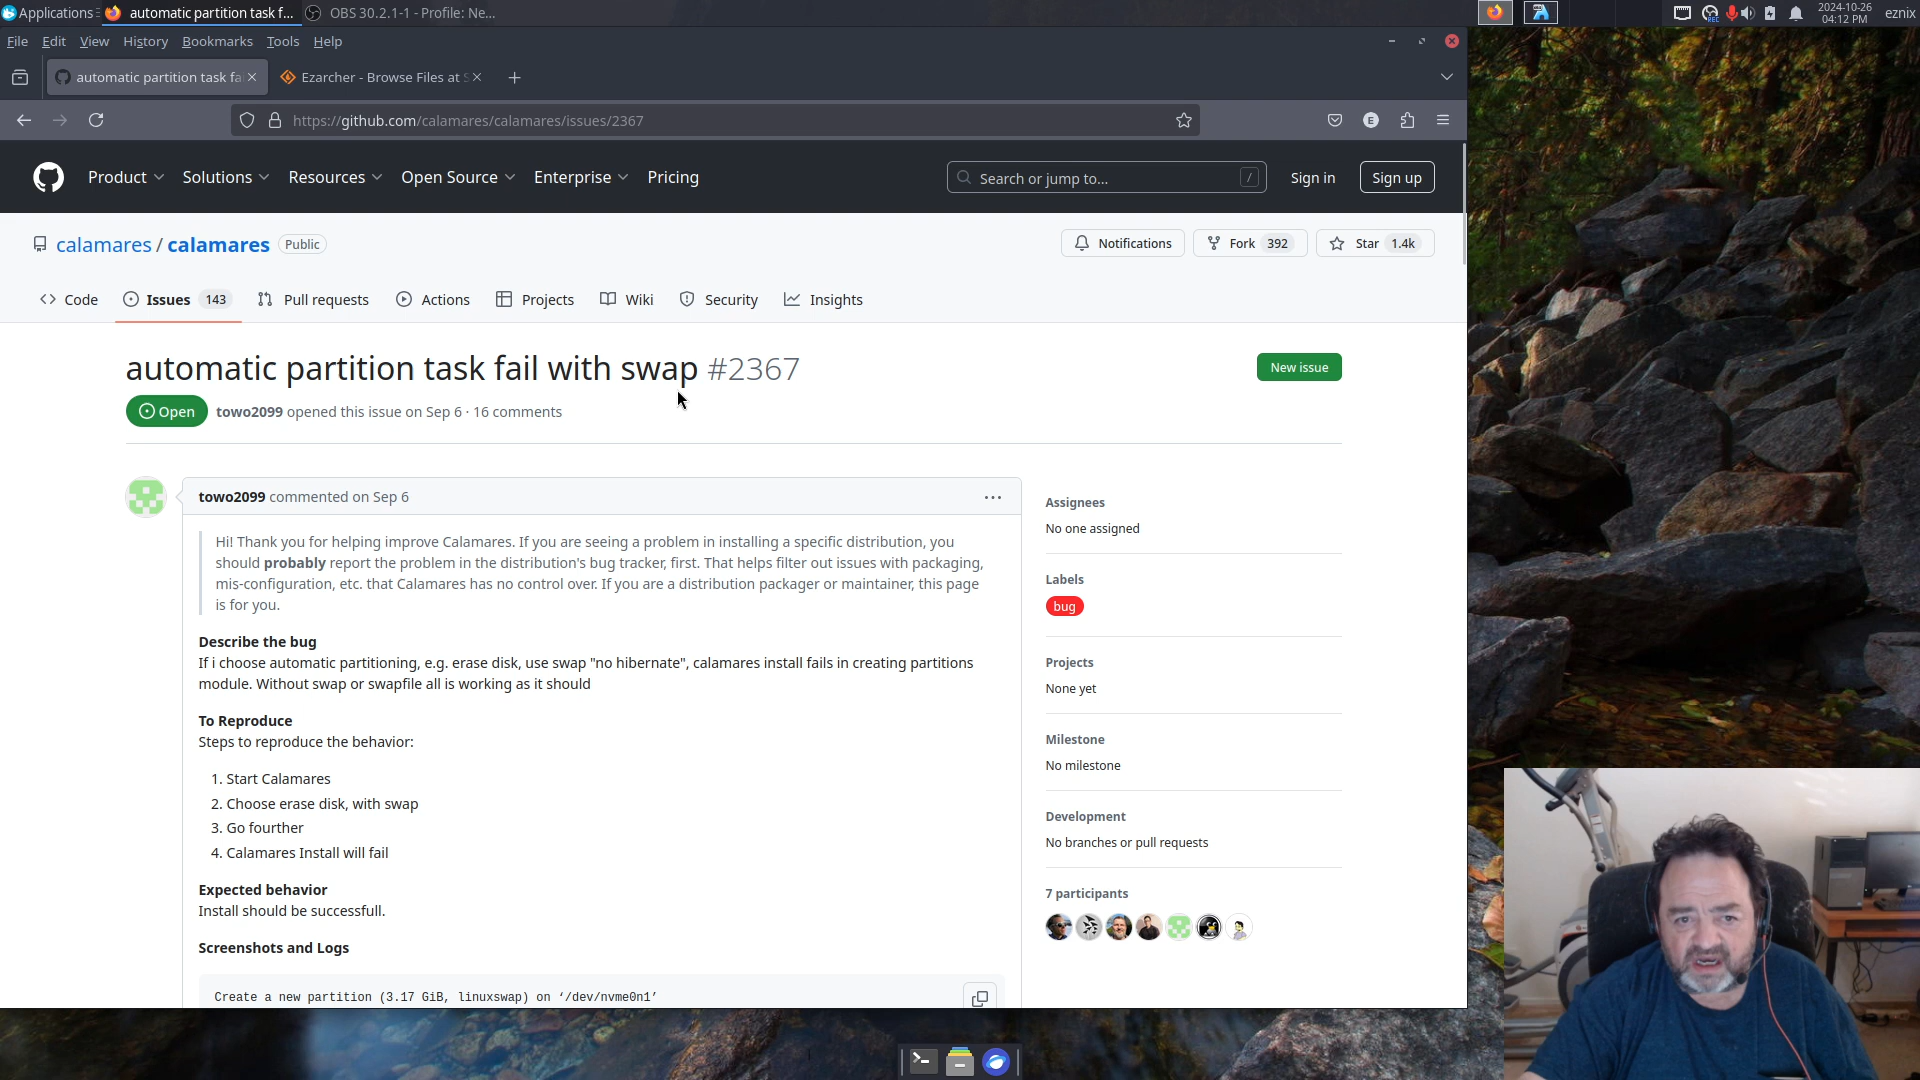 Applications
automatic partition task f...
OBS 30.2.1-1 - Profile: Ne...
REC
2024-10-26
04:12 PM
eznix
File Edit View History Bookmarks Tools Help
automatic partition task fa
Ezarcher - Browse Files at S
https://github.com/calamares/calamares/issues/2367
E
Product Solutions Resources Open Source Enterprise Pricing
Search or jump to... /
Sign in
Sign up
calamares / calamares Public
Notifications
Fork 392
Star 1.4k
Code Issues 143 Pull requests Actions Projects Wiki Security Insights
automatic partition task fail with swap #2367
New issue
Open towo2099 opened this issue on Sep 6 · 16 comments
towo2099 commented on Sep 6
Hi! Thank you for helping improve Calamares. If you are seeing a problem in installing a specific distribution, you
should probably report the problem in the distribution's bug tracker, first. That helps filter out issues with packaging,
mis-configuration, etc. that Calamares has no control over. If you are a distribution packager or maintainer, this page
is for you.
Describe the bug
If i choose automatic partitioning, e.g. erase disk, use swap "no hibernate", calamares install fails in creating partitions
module. Without swap or swapfile all is working as it should
To Reproduce
Steps to reproduce the behavior:
1. Start Calamares
2. Choose erase disk, with swap
3. Go fourther
4. Calamares Install will fail
Expected behavior
Install should be successfull.
Screenshots and Logs
Create a new partition (3.17 GiB, linuxswap) on ‘/dev/nvme0n1’
Assignees
No one assigned
Labels
bug
Projects
None yet
Milestone
No milestone
Development
No branches or pull requests
7 participants